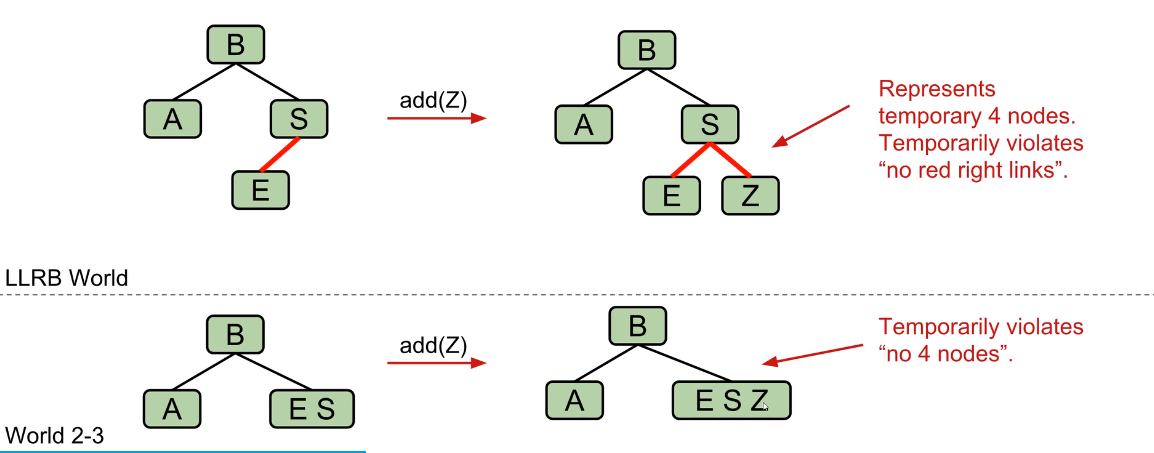 B
B
A
S
add(Z)
A
S
E
E
Z
Represents
temporary 4 nodes.
Temporarily violates
“no red right links”.
LLRB World
B
B
A
E S
add(Z)
A
E S Z
Temporarily violates
“no 4 nodes”.
World 2-3